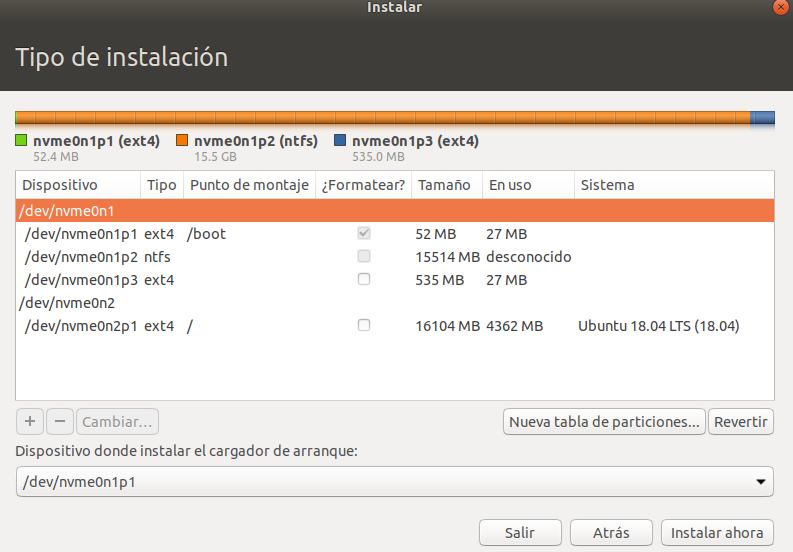 Instalar
Tipo de instalación
nvme0n1p1 (ext4) nvme0n1p2 (ntfs) nvme0n1p3 (ext4)
52.4 MB 15.5 GB 535.0 MB
Dispositivo Tipo Punto de montaje ¿Formatear? Tamaño En uso Sistema
/dev/nvme0n1
/dev/nvme0n1p1 ext4 /boot 52 MB 27 MB
/dev/nvme0n1p2 ntfs 15514 MB desconocido
/dev/nvme0n1p3 ext4 535 MB 27 MB
/dev/nvme0n2
/dev/nvme0n2p1 ext4 / 16104 MB 4362 MB Ubuntu 18.04 LTS (18.04)
+ − Cambiar... Nueva tabla de particiones... Revertir
Dispositivo donde instalar el cargador de arranque:
/dev/nvme0n1p1
Salir Atrás Instalar ahora